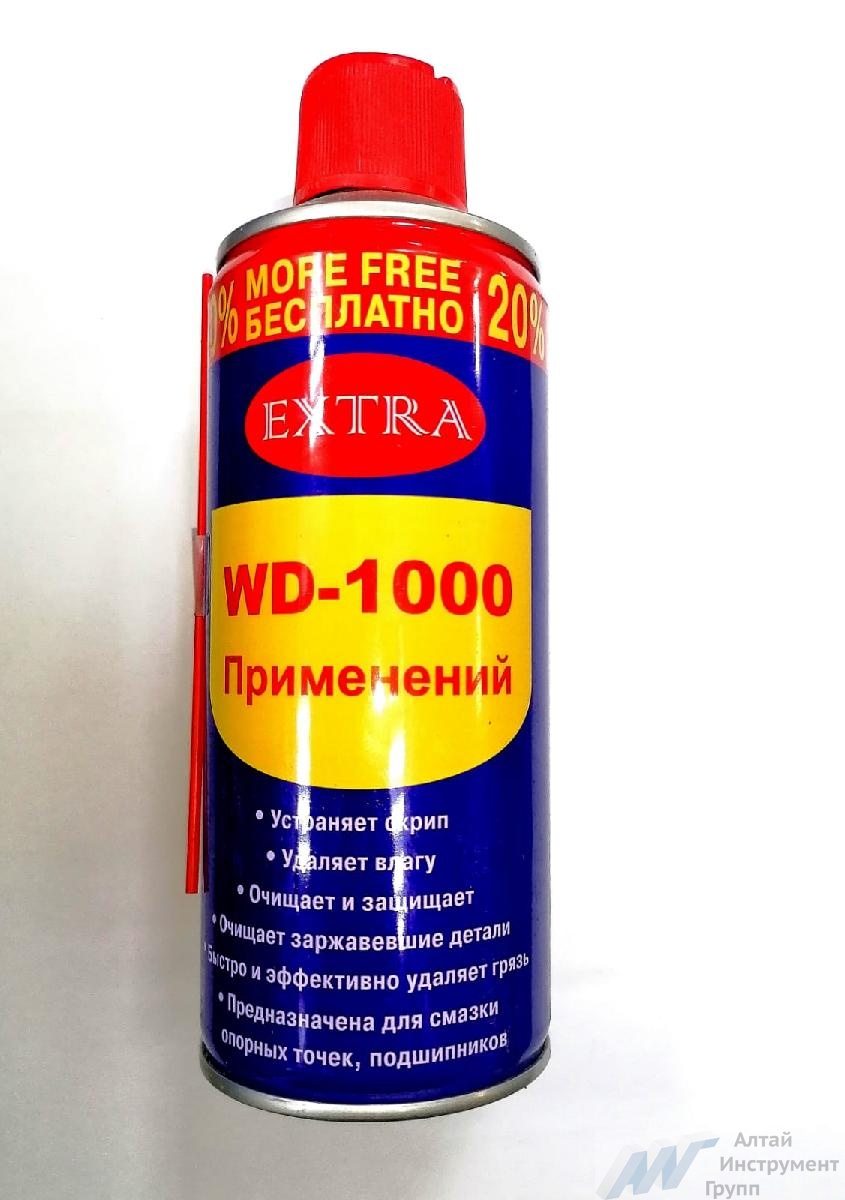 MORE FREE
% БЕСПЛАТНО 20%
EXTRA
WD-1000
Применений
• Устраняет скрип
• Удаляет влагу
• Очищает и защищает
• Очищает заржавевшие детали
• Быстро и эффективно удаляет грязь
• Предназначена для смазки
опорных точек, подшипников
Алтай
Инструмент
Групп